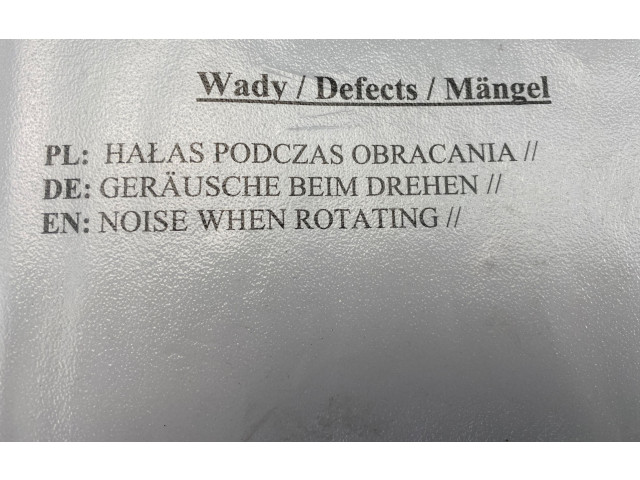 Wady / Defects / Mängel
PL: HAŁAS PODCZAS OBRACANIA //
DE: GERÄUSCHE BEIM DREHEN //
EN: NOISE WHEN ROTATING //